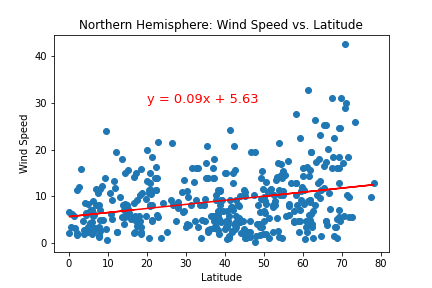 Northern Hemisphere: Wind Speed vs. Latitude
40
y = 0.09x + 5.63
30
Wind Speed
20
10
0
0 10 20 30 40 50 60 70 80
Latitude